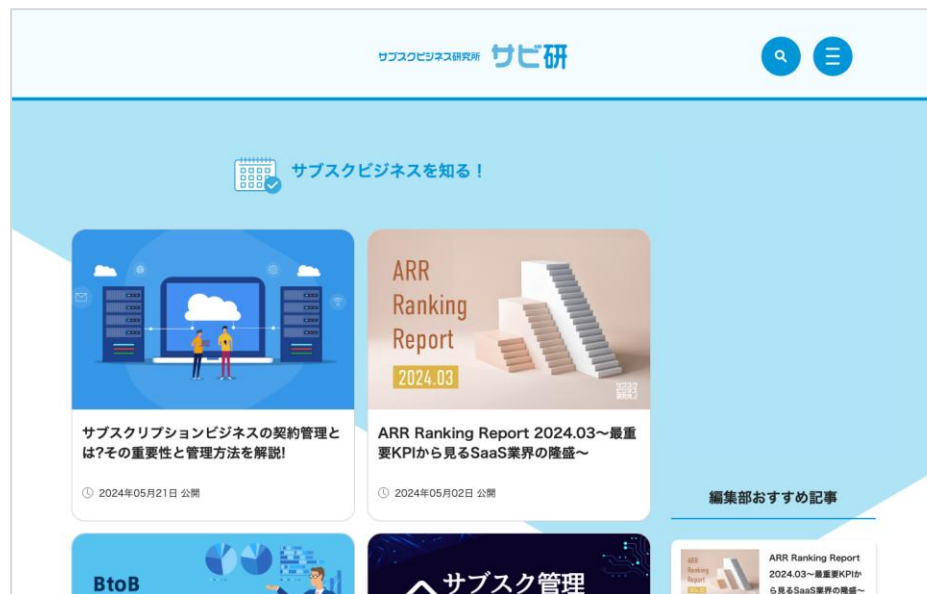 サブスクビジネス研究所 サビ研
サブスクビジネスを知る！
ARR
Ranking
Report
2024.03
サブスクリプションビジネスの契約管理と
は?その重要性と管理方法を解説!
2024年05月21日 公開
ARR Ranking Report 2024.03〜最重
要KPIから見るSaaS業界の隆盛〜
2024年05月02日 公開
編集部おすすめ記事
BtoB
サブスク管理
ARR
Ranking
Report
ARR Ranking Report
2024.03〜最重要KPIか
ら見るSaaS業界の隆盛〜